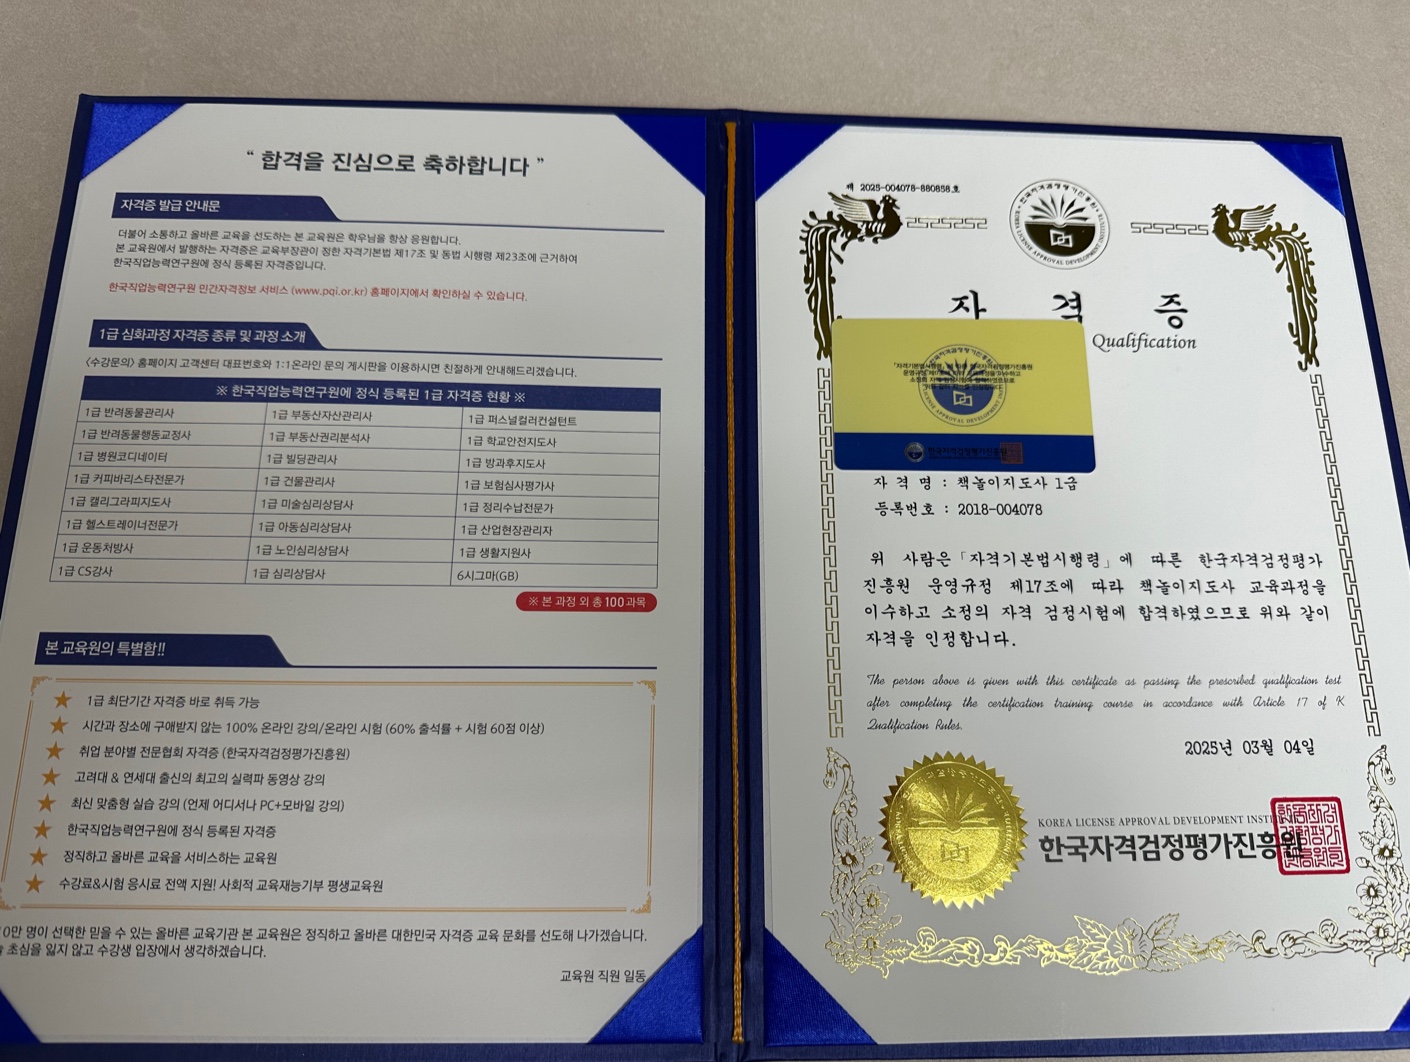 “ 합격을 진심으로 축하합니다 ”
자격증 발급 안내문
더불어 소통하고 올바른 교육을 선도하는 본 교육원은 학우님을 항상 응원합니다.
본 교육원에서 발행하는 자격증은 교육부장관이 정한 자격기본법 제17조 및 동법 시행령 제23조에 근거하여
한국직업능력연구원에 정식 등록된 자격증입니다.
한국직업능력연구원 민간자격정보 서비스 (www.pqi.or.kr) 홈페이지에서 확인하실 수 있습니다.
1급 심화과정 자격증 종류 및 과정 소개
〈수강문의〉 홈페이지 고객센터 대표번호와 1:1온라인 문의 게시판을 이용하시면 친절하게 안내해드리겠습니다.
※ 한국직업능력연구원에 정식 등록된 1급 자격증 현황 ※
1급 반려동물관리사 1급 부동산자산관리사 1급 퍼스널컬러컨설턴트
1급 반려동물행동교정사 1급 부동산권리분석사 1급 학교안전지도사
1급 병원코디네이터 1급 빌딩관리사 1급 방과후지도사
1급 커피바리스타전문가 1급 건물관리사 1급 보험심사평가사
1급 캘리그라피지도사 1급 미술심리상담사 1급 정리수납전문가
1급 헬스트레이너전문가 1급 아동심리상담사 1급 산업현장관리자
1급 운동처방사 1급 노인심리상담사 1급 생활지원사
1급 CS강사 1급 심리상담사 6시그마(GB)
※ 본 과정 외 총 100 과목
본 교육원의 특별함!!
★ 1급 최단기간 자격증 바로 취득 가능
★ 시간과 장소에 구애받지 않는 100% 온라인 강의/온라인 시험 (60% 출석률 + 시험 60점 이상)
★ 취업 분야별 전문협회 자격증 (한국자격검정평가진흥원)
★ 고려대 & 연세대 출신의 최고의 실력파 동영상 강의
★ 최신 맞춤형 실습 강의 (언제 어디서나 PC+모바일 강의)
★ 한국직업능력연구원에 정식 등록된 자격증
★ 정직하고 올바른 교육을 서비스하는 교육원
★ 수강료&시험 응시료 전액 지원! 사회적 교육재능기부 평생교육원
0만 명이 선택한 믿을 수 있는 올바른 교육기관 본 교육원은 정직하고 올바른 대한민국 자격증 교육 문화를 선도해 나가겠습니다.
초심을 잃지 않고 수강생 입장에서 생각하겠습니다.
교육원 직원 일동
제 2025-004078-880858호
한국자격검정평가진흥원
KOREA LICENSE APPROVAL DEVELOPMENT INSTITUTE
자 격 증
Qualification
한국자격검정평가진흥원
자 격 명 : 책놀이지도사 1급
등록번호 : 2018-004078
위 사람은「자격기본법시행령」에 따른 한국자격검정평가
진흥원 운영규정 제17조에 따라 책놀이지도사 교육과정을
이수하고 소정의 자격 검정시험에 합격하였으므로 위와 같이
자격을 인정합니다.
The person above is given with this certificate as passing the prescribed qualification test
after completing the certification training course in accordance with Article 17 of K
Qualification Rules.
2025년 03월 04일
KOREA LICENSE APPROVAL DEVELOPMENT INSTI
한국자격검정평가진흥원